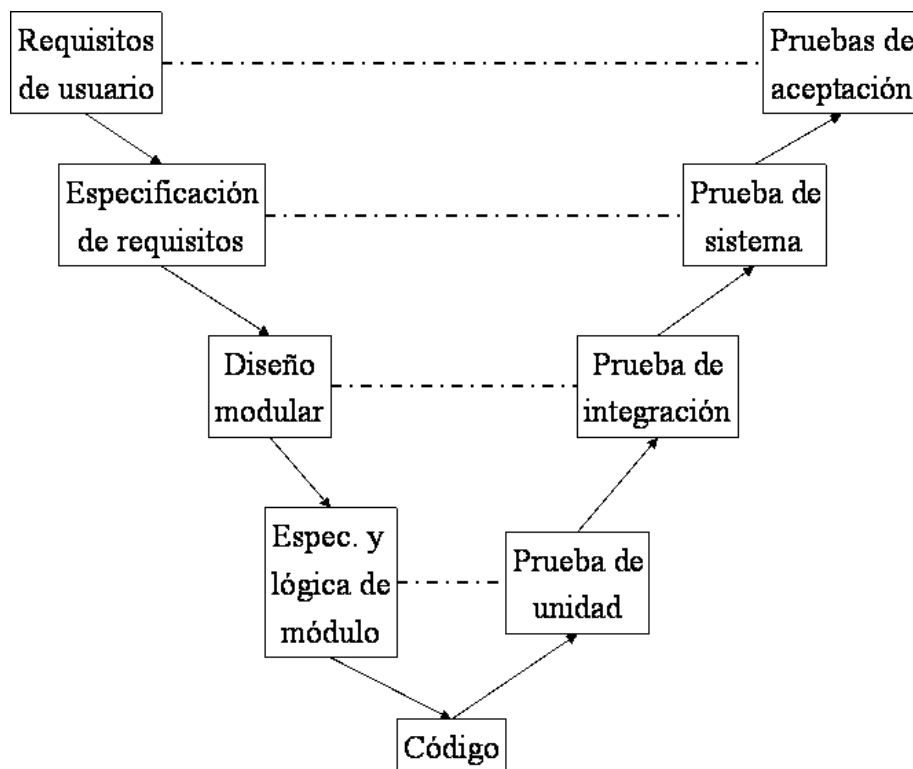 Requisitos
de usuario
Pruebas de
aceptación
Especificación
de requisitos
Prueba de
sistema
Diseño
modular
Prueba de
integración
Espec. y
lógica de
módulo
Prueba de
unidad
Código